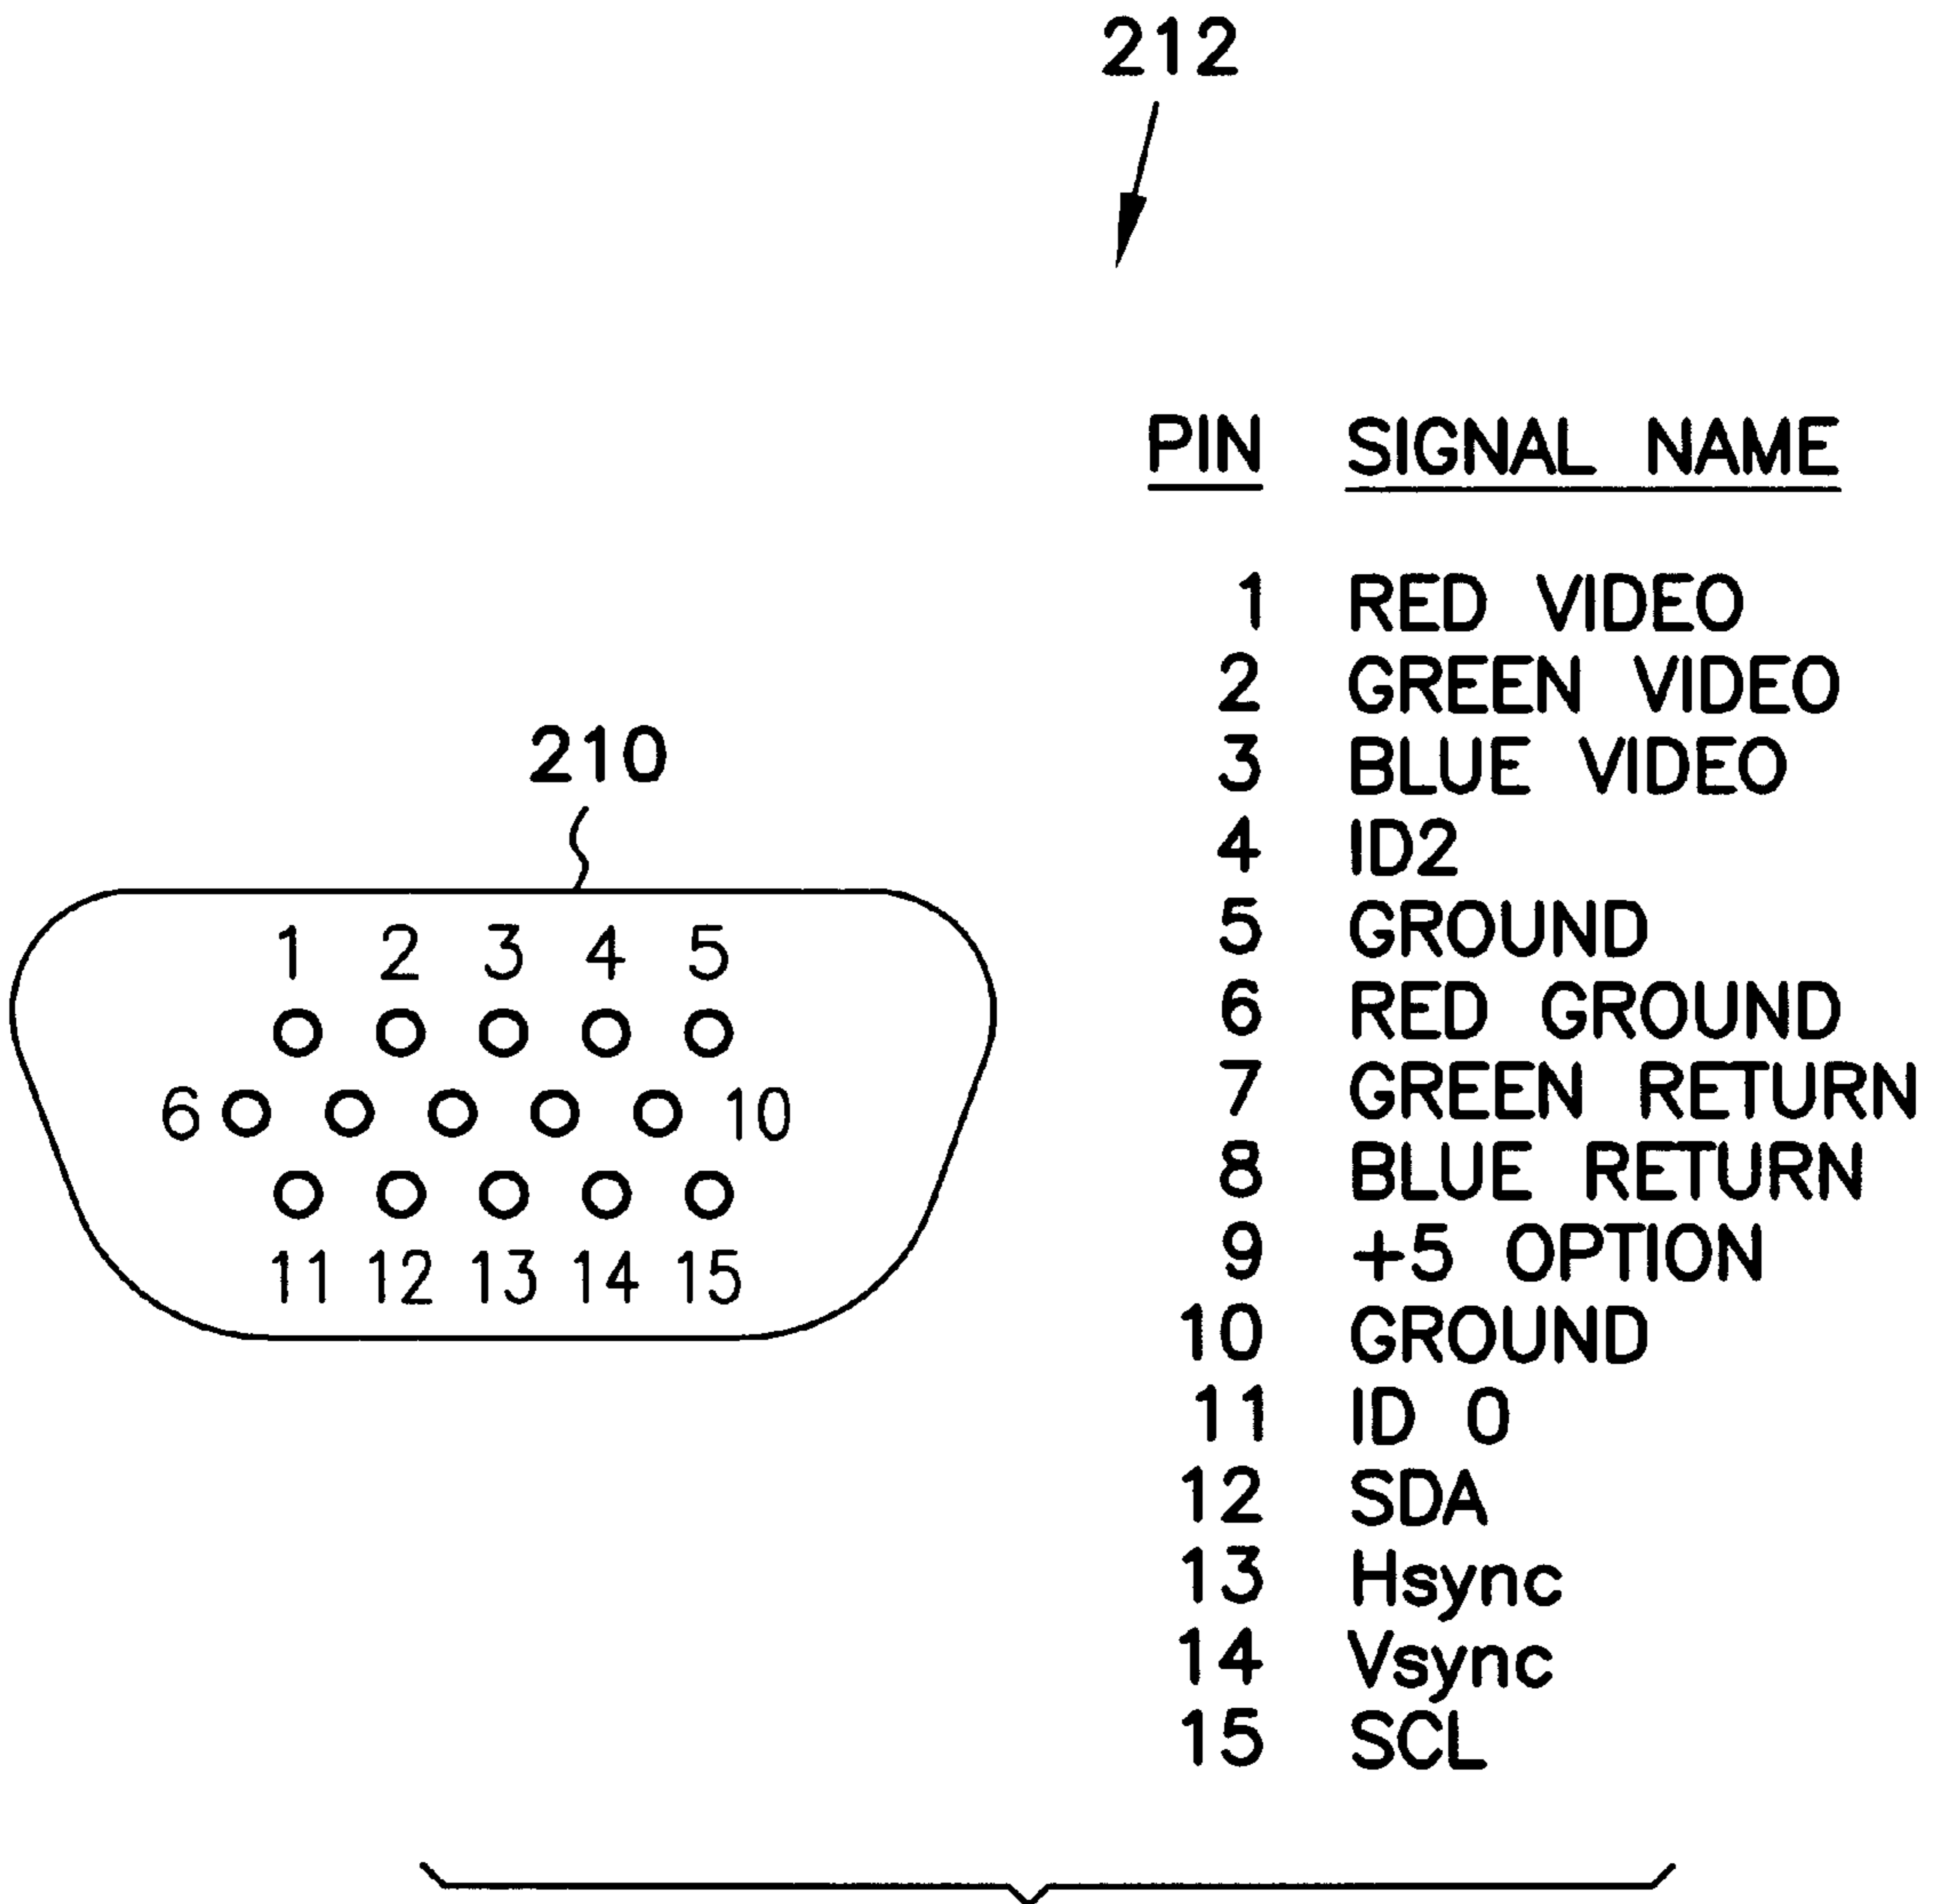 212
210
1 2 3 4 5
6 10
11 12 13 14 15
PIN SIGNAL NAME
1 RED VIDEO
2 GREEN VIDEO
3 BLUE VIDEO
4 ID2
5 GROUND
6 RED GROUND
7 GREEN RETURN
8 BLUE RETURN
9 +5 OPTION
10 GROUND
11 ID 0
12 SDA
13 Hsync
14 Vsync
15 SCL